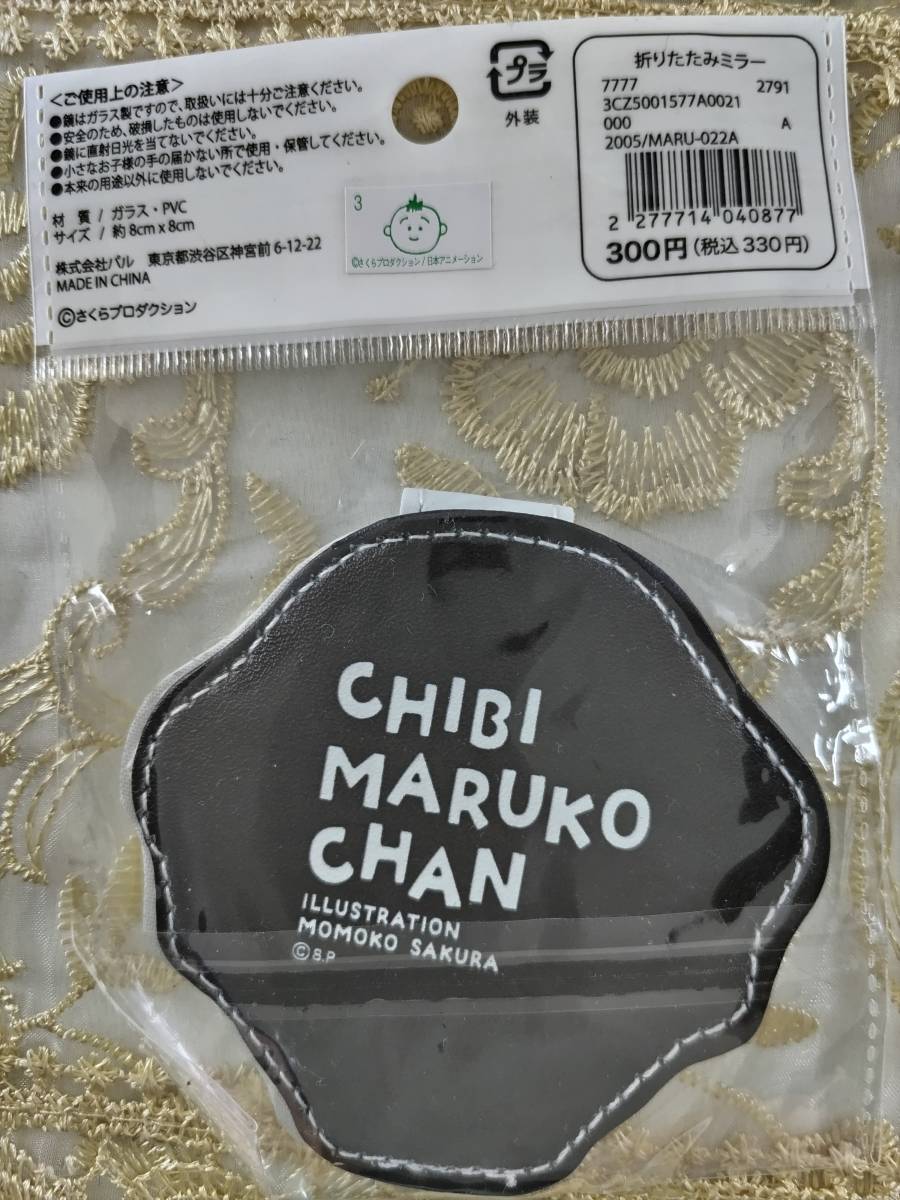 <ご使用上の注意>
●鏡はガラス製ですので、取扱いには十分ご注意ください。
●安全のため、破損したものは使用しないでください。
●鏡に直射日光を当てないでください。
●小さなお子様の手の届かない所で使用・保管してください。
●本来の用途以外に使用しないでください。
材 質 / ガラス・PVC
サイズ / 約 8cm x 8cm
株式会社パル 東京都渋谷区神宮前 6-12-22
MADE IN CHINA
©さくらプロダクション
プラ
外装
3
©さくらプロダクション / 日本アニメーション
折りたたみミラー
7777 2791
3CZ5001577A0021
000 A
2005/MARU-022A
2 277714 040877
300円 (税込 330円)
CHIBI
MARUKO
CHAN
ILLUSTRATION
MOMOKO SAKURA
©S.P